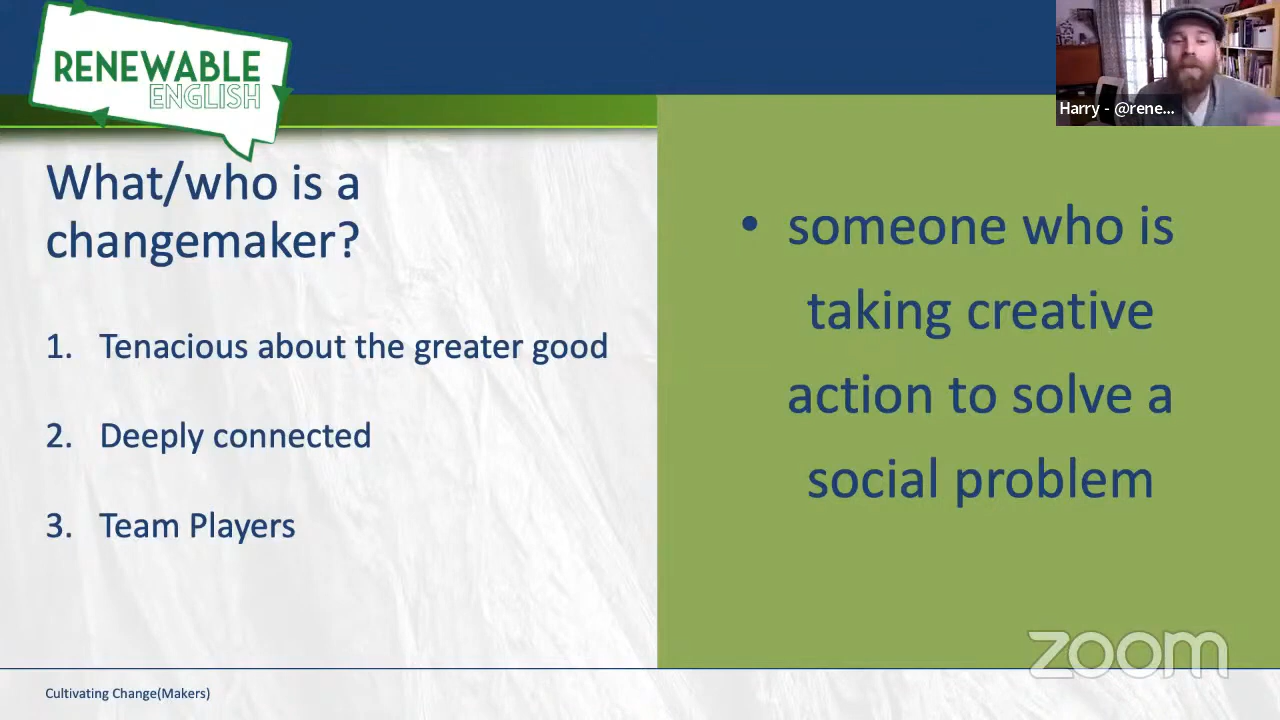 RENEWABLE
ENGLISH
Harry - @rene...
What/who is a
changemaker?
1. Tenacious about the greater good
2. Deeply connected
3. Team Players
• someone who is
taking creative
action to solve a
social problem
zoom
Cultivating Change(Makers)